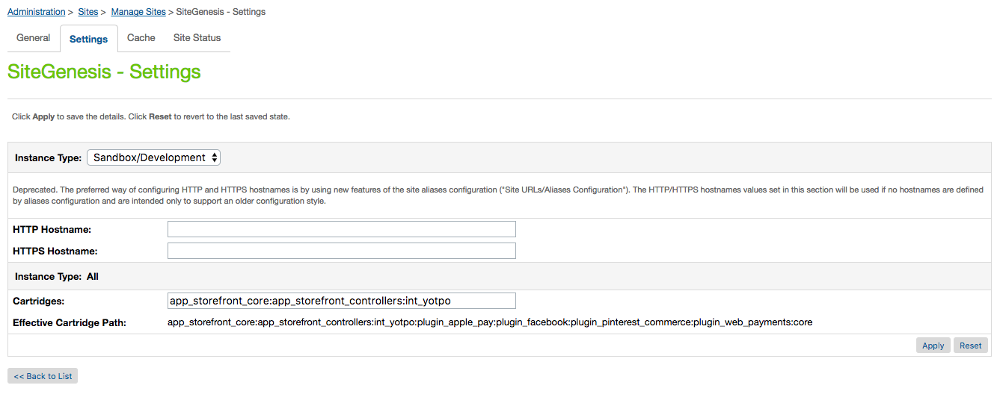 Administration > Sites > Manage Sites > SiteGenesis - Settings
General Settings Cache Site Status
SiteGenesis - Settings
Click Apply to save the details. Click Reset to revert to the last saved state.
Instance Type: Sandbox/Development
Deprecated. The preferred way of configuring HTTP and HTTPS hostnames is by using new features of the site aliases configuration ("Site URLs/Aliases Configuration"). The HTTP/HTTPS hostnames values set in this section will be used if no hostnames are defined
by aliases configuration and are intended only to support an older configuration style.
HTTP Hostname:
HTTPS Hostname:
Instance Type: All
Cartridges: app_storefront_core:app_storefront_controllers:int_yotpo
Effective Cartridge Path: app_storefront_core:app_storefront_controllers:int_yotpo:plugin_apple_pay:plugin_facebook:plugin_pinterest_commerce:plugin_web_payments:core
Apply Reset
<< Back to List